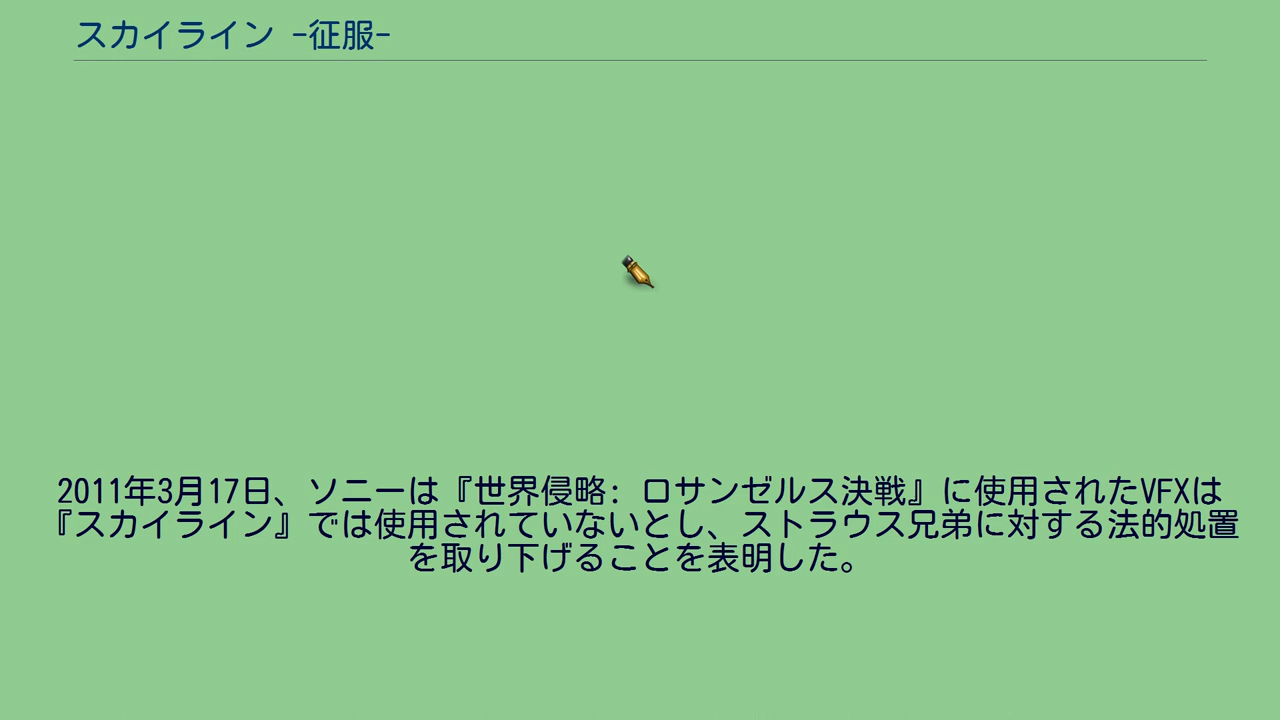 スカイライン -征服-
2011年3月17日、ソニーは『世界侵略: ロサンゼルス決戦』に使用されたVFXは
『スカイライン』では使用されていないとし、ストラウス兄弟に対する法的処置
を取り下げることを表明した。